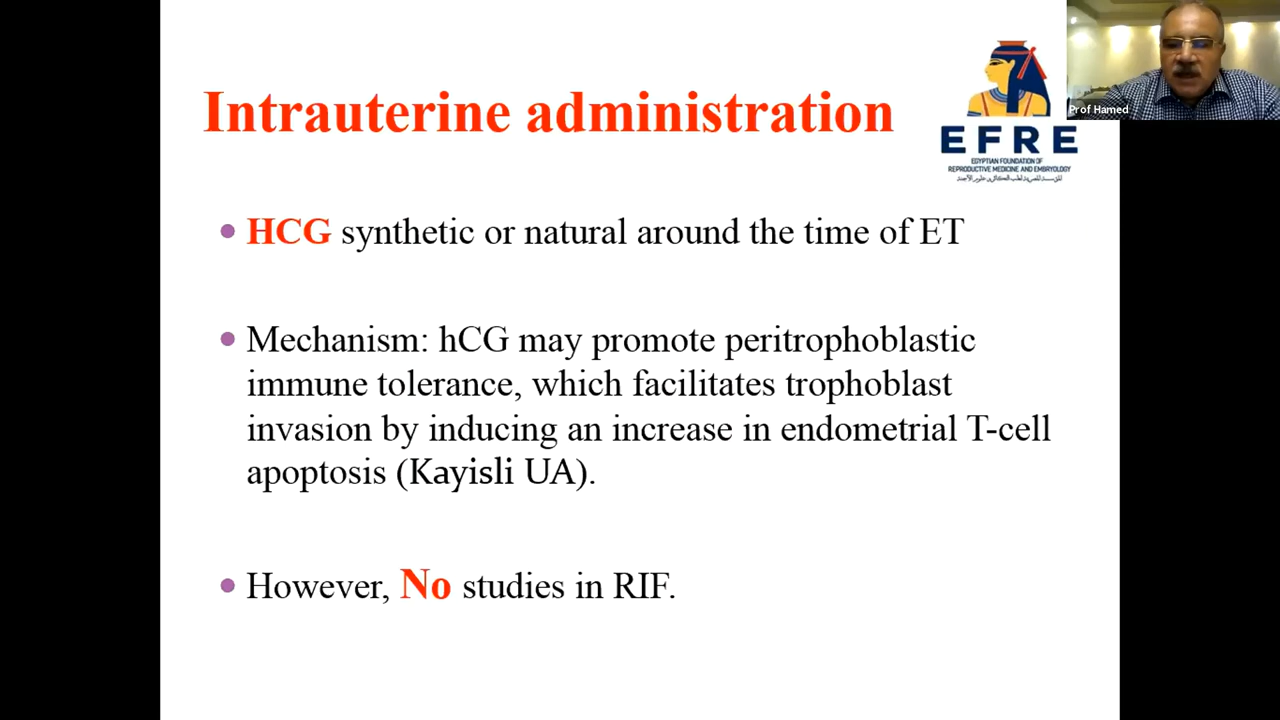 Intrauterine administration
Prof Hamed
EFRE
EGYPTIAN FOUNDATION OF
REPRODUCTIVE MEDICINE AND EMBRYOLOGY
HCG synthetic or natural around the time of ET
Mechanism: hCG may promote peritrophoblastic
immune tolerance, which facilitates trophoblast
invasion by inducing an increase in endometrial T-cell
apoptosis (Kayisli UA).
However, No studies in RIF.